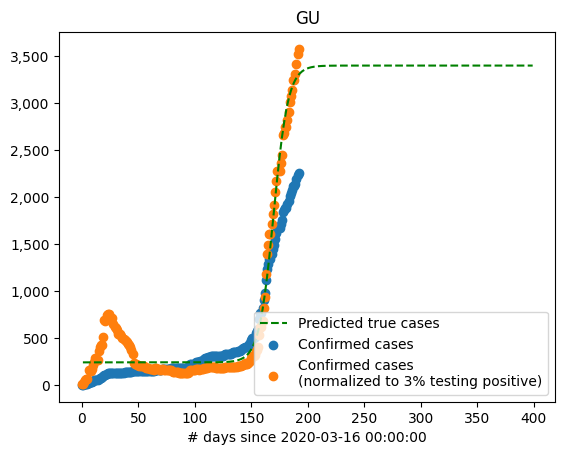 GU
3,500
3,000
2,500
2,000
1,500
1,000
500
0
Predicted true cases
Confirmed cases
Confirmed cases
(normalized to 3% testing positive)
0 50 100 150 200 250 300 350 400
# days since 2020-03-16 00:00:00